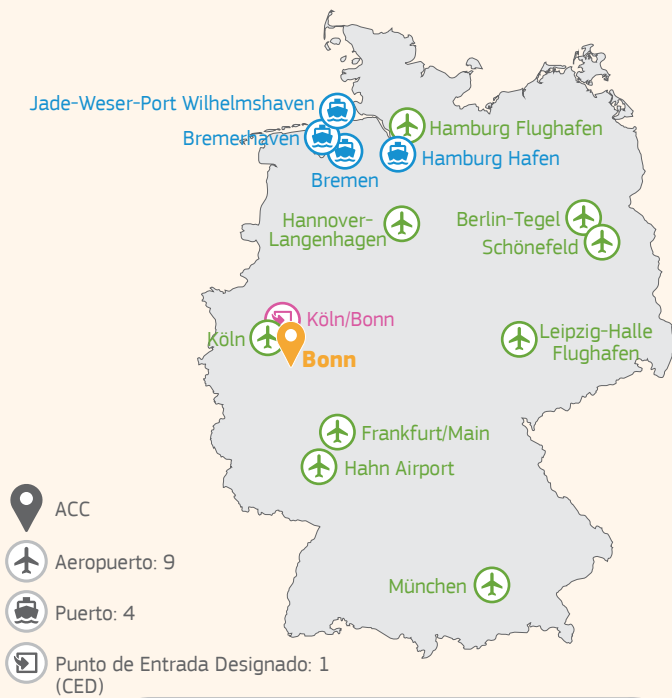 Jade-Weser-Port Wilhelmshaven
Bremerhaven
Bremen
Hamburg Flughafen
Hamburg Hafen
Hannover-
Langenhagen
Berlin-Tegel
Schönefeld
Köln/Bonn
Köln
Bonn
Leipzig-Halle
Flughafen
Frankfurt/Main
Hahn Airport
München
ACC
Aeropuerto: 9
Puerto: 4
Punto de Entrada Designado: 1
(CED)